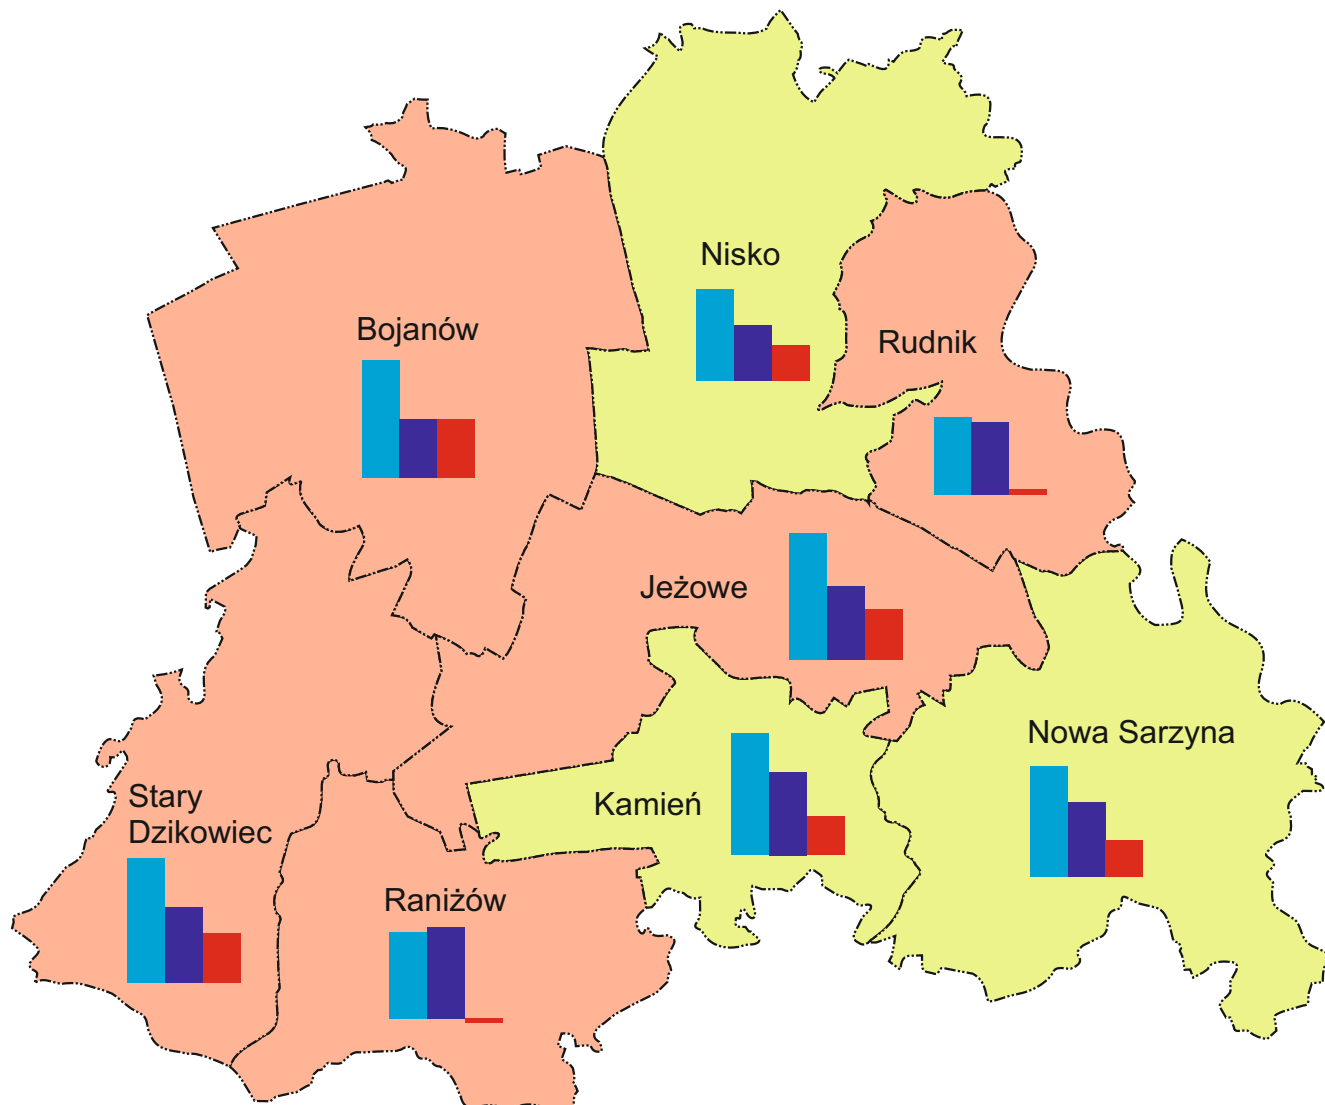 Nisko
Bojanów
Rudnik
Jeżowe
Nowa Sarzyna
Stary
Dzikowiec
Kamień
Raniżów